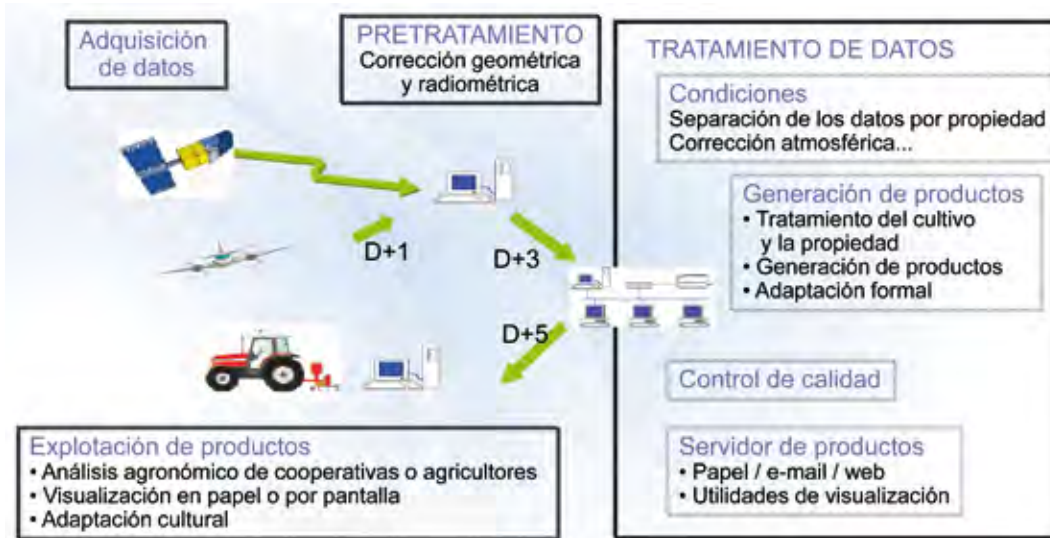 Adquisición
de datos
PRETRATAMIENTO
Corrección geométrica
y radiométrica
TRATAMIENTO DE DATOS
Condiciones
Separación de los datos por propiedad
Corrección atmosférica...
Generación de productos
• Tratamiento del cultivo
y la propiedad
• Generación de productos
• Adaptación formal
D+1
D+3
D+5
Control de calidad
Servidor de productos
• Papel / e-mail / web
• Utilidades de visualización
Explotación de productos
• Análisis agronómico de cooperativas o agricultores
• Visualización en papel o por pantalla
• Adaptación cultural